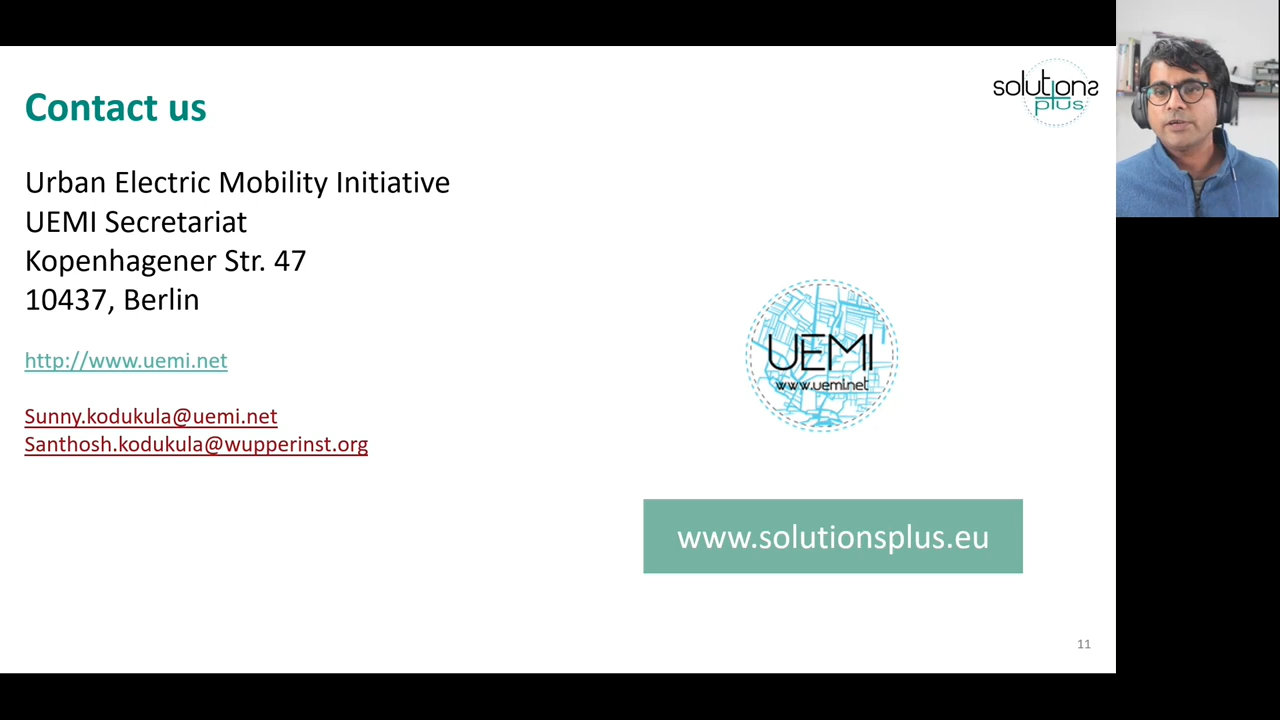 Contact us
solutions
plus
Urban Electric Mobility Initiative
UEMI Secretariat
Kopenhagener Str. 47
10437, Berlin
http://www.uemi.net
Sunny.kodukula@uemi.net
Santhosh.kodukula@wupperinst.org
UEMI
www.uemi.net
www.solutionsplus.eu
11